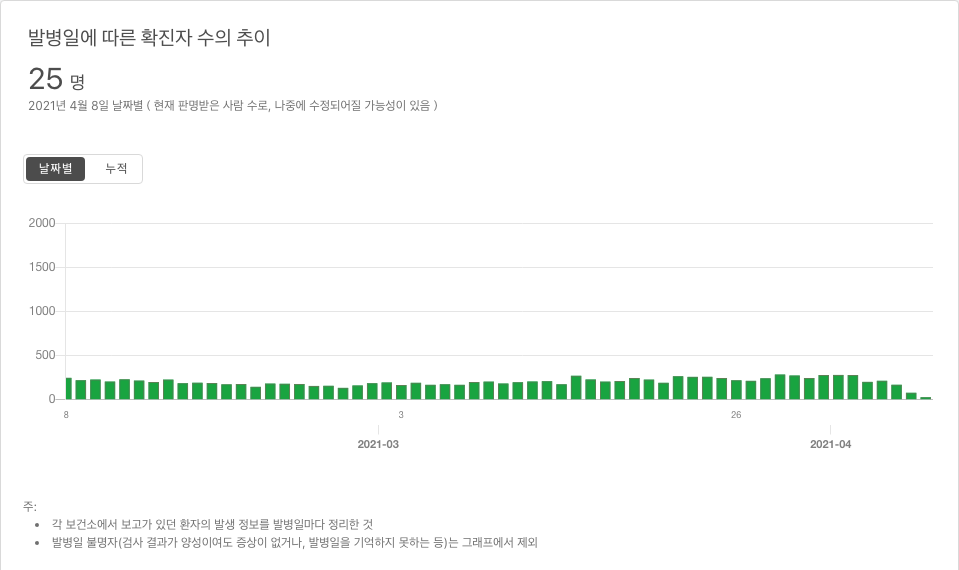 발병일에 따른 확진자 수의 추이
25 명
2021년 4월 8일 날짜별 ( 현재 판명받은 사람 수로, 나중에 수정되어질 가능성이 있음 )
날짜별 누적
2000
1500
1000
500
0
8 3 26
2021-03 2021-04
주:
• 각 보건소에서 보고가 있던 환자의 발생 정보를 발병일마다 정리한 것
• 발병일 불명자(검사 결과가 양성이여도 증상이 없거나, 발병일을 기억하지 못하는 등)는 그래프에서 제외